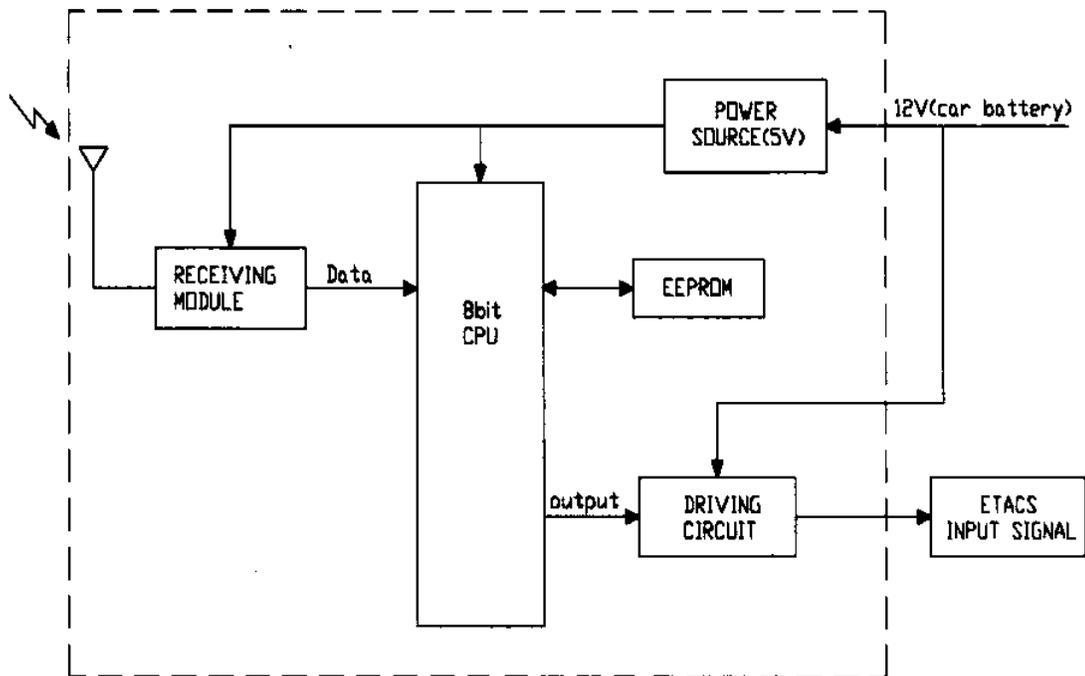 POWER
SOURCE(5V)
12V(car battery)
RECEIVING
MODULE
Data
8bit
CPU
EEPROM
output
DRIVING
CIRCUIT
ETACS
INPUT SIGNAL